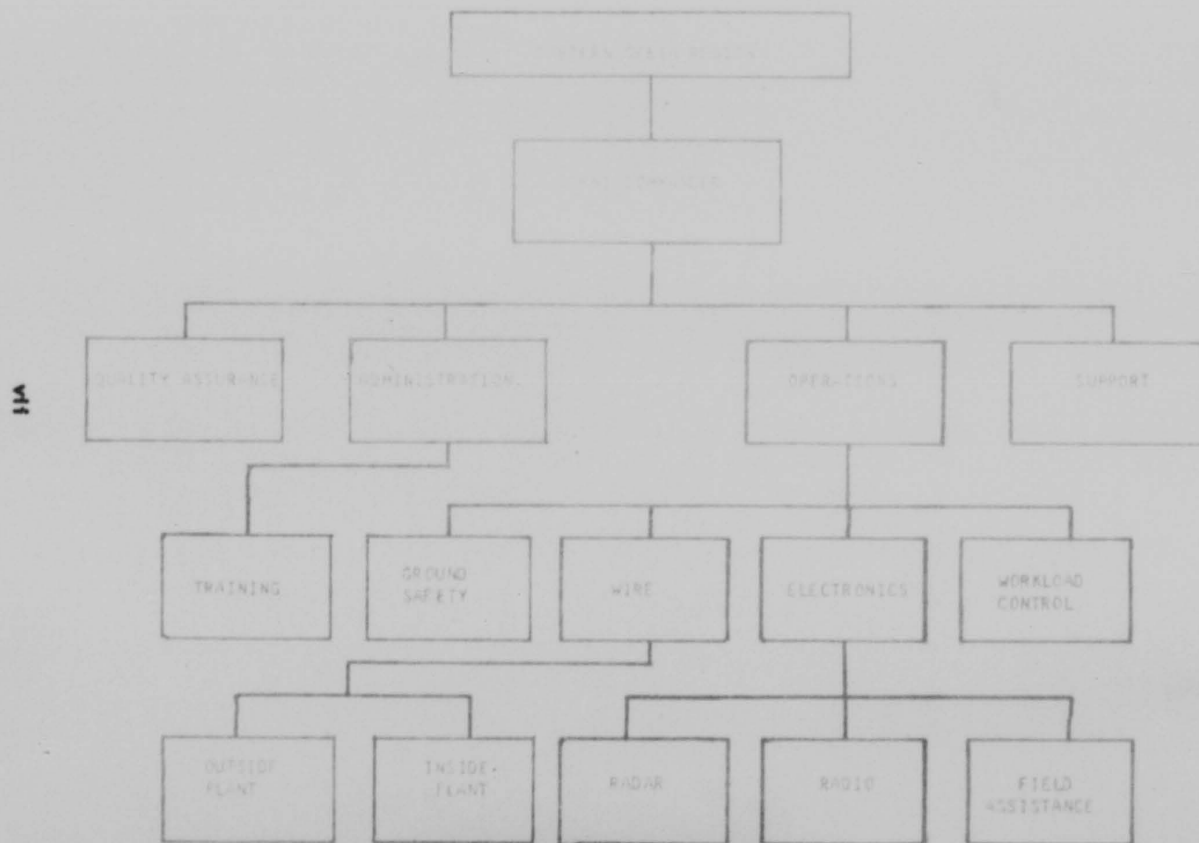 QUALITY ASSURANCE
ADMINISTRATION
OPERATIONS
SUPPORT
TRAINING
GROUND
SAFETY
WIRE
ELECTRONICS
WORKLOAD
CONTROL
OUTSIDE
PLANT
INSIDE
PLANT
RADAR
RADIO
FIELD
ASSISTANCE
vii